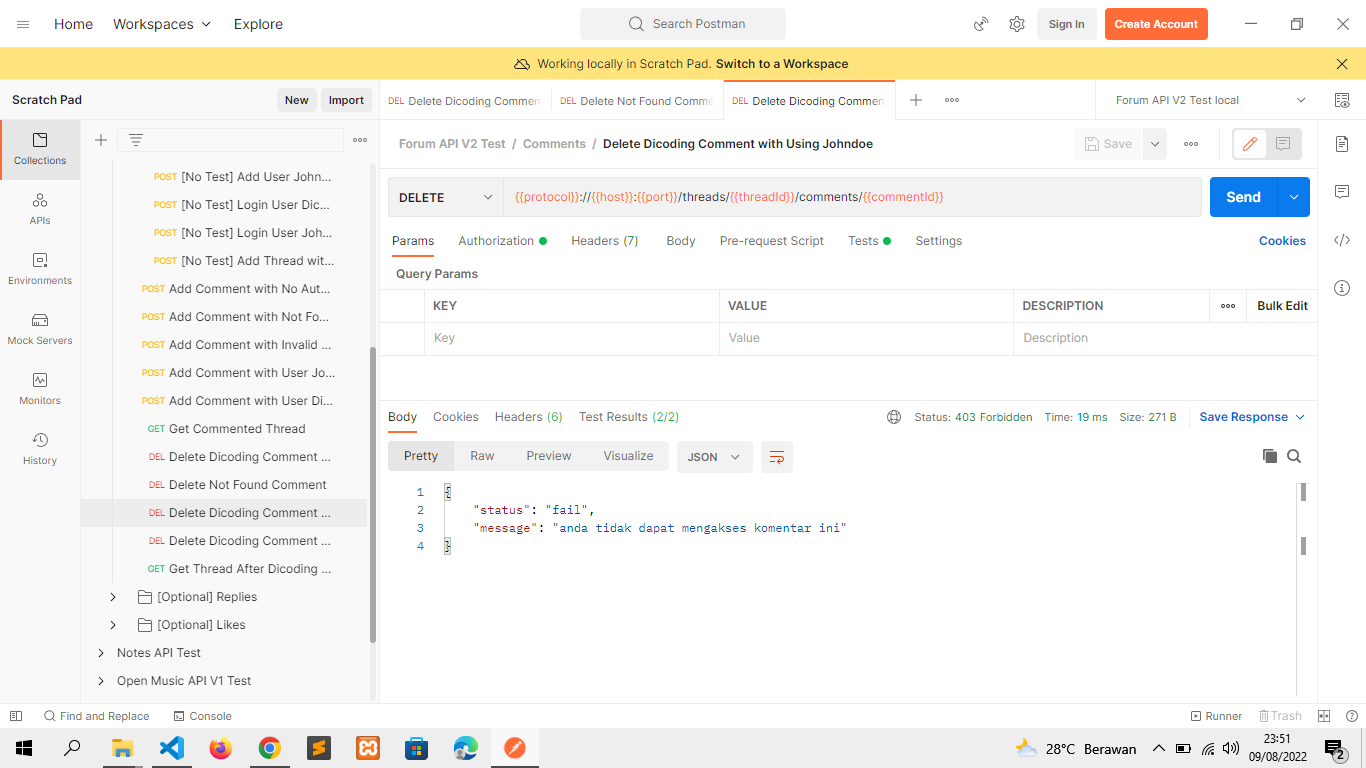 Home Workspaces Explore Search Postman Sign In Create Account
Working locally in Scratch Pad. Switch to a Workspace
Scratch Pad New Import
DEL Delete Dicoding Commen DEL Delete Not Found Comme DEL Delete Dicoding Commen Forum API V2 Test local
Collections
APIs
Environments
Mock Servers
Monitors
History
POST [No Test] Add User John...
POST [No Test] Login User Dic...
POST [No Test] Login User Joh...
POST [No Test] Add Thread wit...
POST Add Comment with No Aut...
POST Add Comment with Not Fo...
POST Add Comment with Invalid ...
POST Add Comment with User Jo...
POST Add Comment with User Di...
GET Get Commented Thread
DEL Delete Dicoding Comment ...
DEL Delete Not Found Comment
DEL Delete Dicoding Comment ...
DEL Delete Dicoding Comment ...
GET Get Thread After Dicoding ...
[Optional] Replies
[Optional] Likes
Notes API Test
Open Music API V1 Test
Forum API V2 Test / Comments / Delete Dicoding Comment with Using Johndoe Save
DELETE {{protocol}}://{{host}}:{{port}}/threads/{{threadId}}/comments/{{commentId}} Send
Params Authorization Headers (7) Body Pre-request Script Tests Settings Cookies
Query Params
KEY VALUE DESCRIPTION Bulk Edit
Key Value Description
Body Cookies Headers (6) Test Results (2/2) Status: 403 Forbidden Time: 19 ms Size: 271 B Save Response
Pretty Raw Preview Visualize JSON
1 {
2 "status": "fail",
3 "message": "anda tidak dapat mengakses komentar ini"
4 }
Find and Replace Console Runner Trash
28°C Berawan 23:51
09/08/2022 2